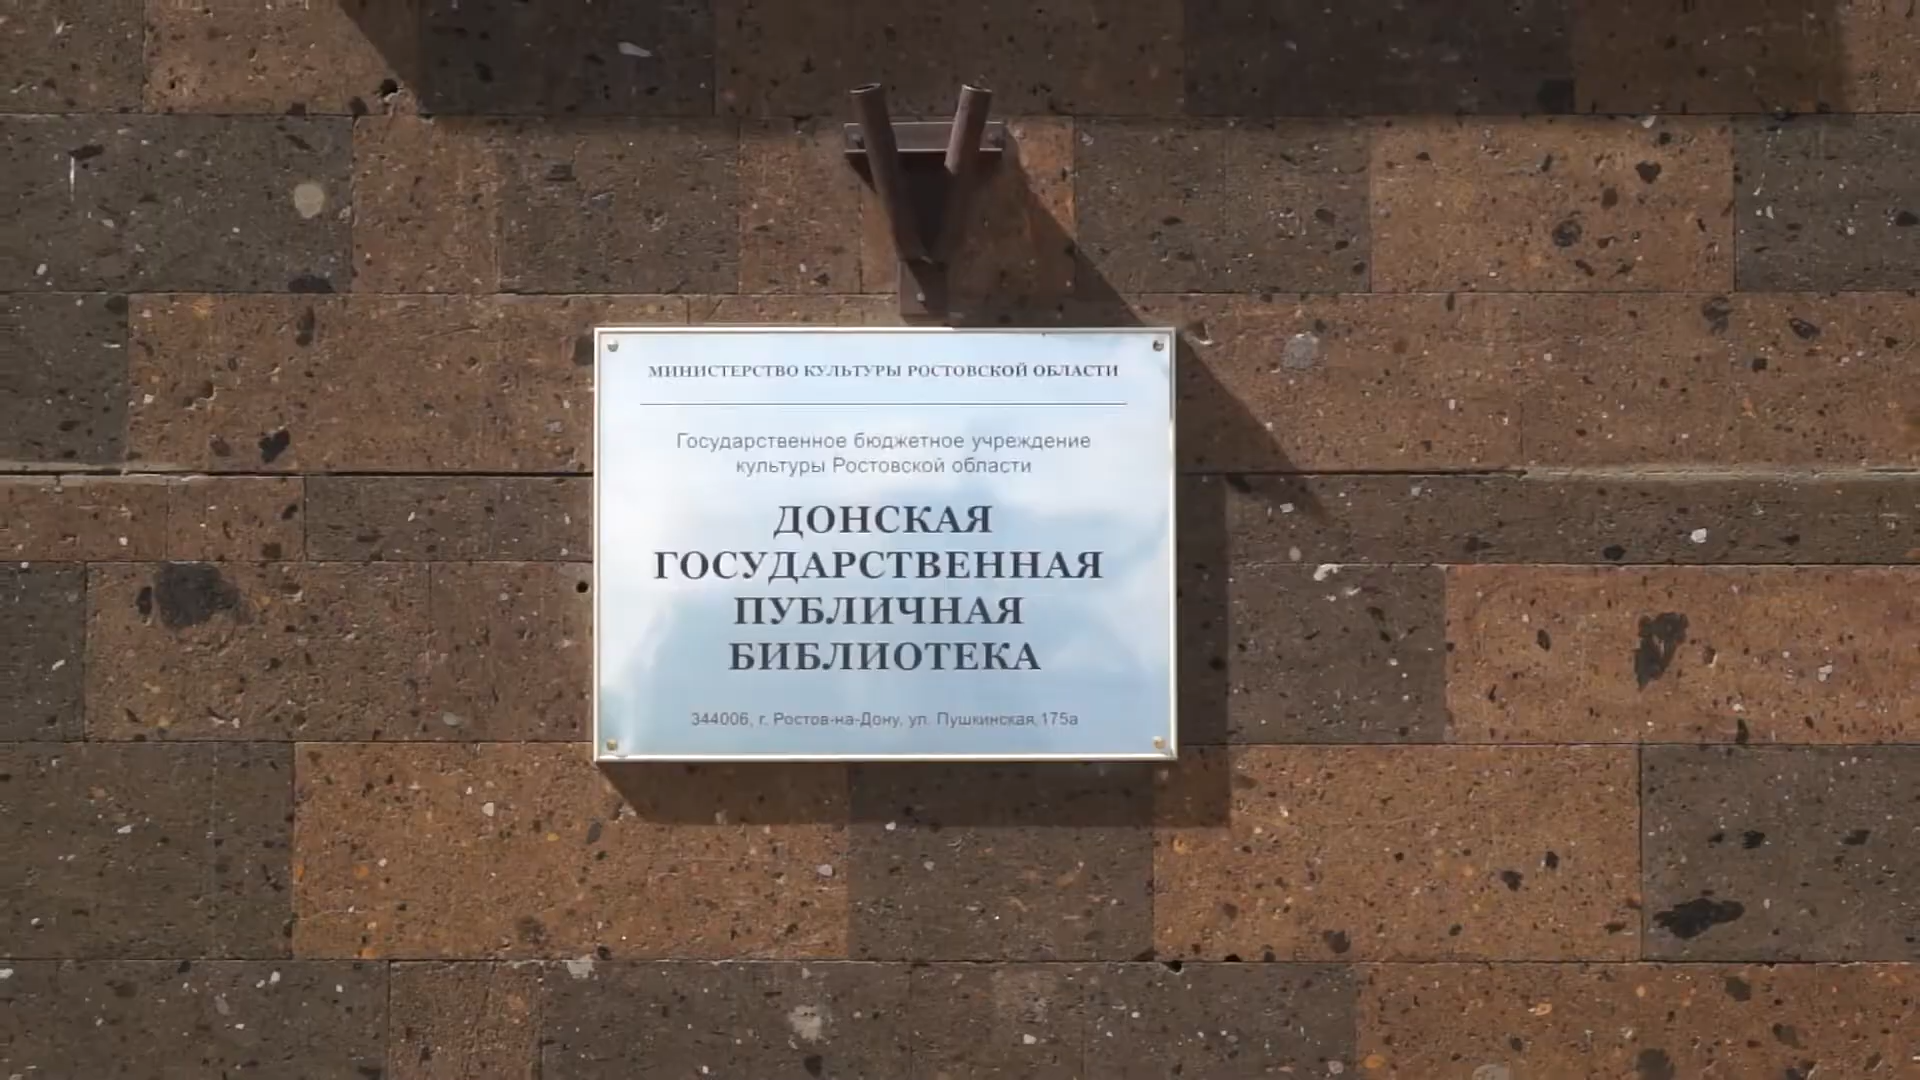 МИНИСТЕРСТВО КУЛЬТУРЫ РОСТОВСКОЙ ОБЛАСТИ
Государственное бюджетное учреждение
культуры Ростовской области
ДОНСКАЯ
ГОСУДАРСТВЕННАЯ
ПУБЛИЧНАЯ
БИБЛИОТЕКА
344006, г. Ростов-на-Дону, ул. Пушкинская, 175а